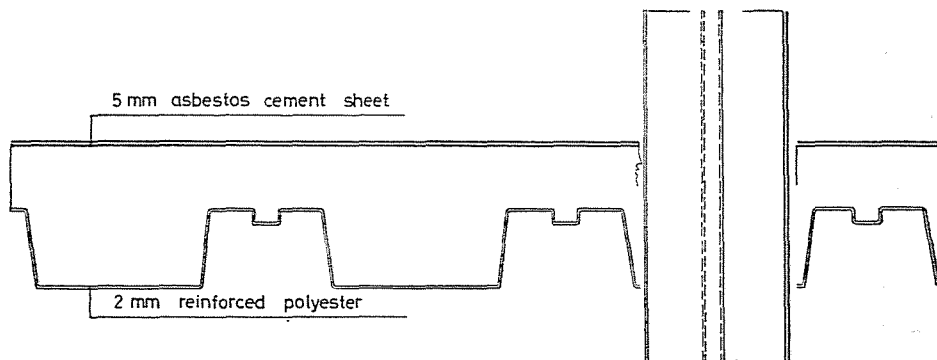 5 mm asbestos cement sheet
2 mm reinforced polyester